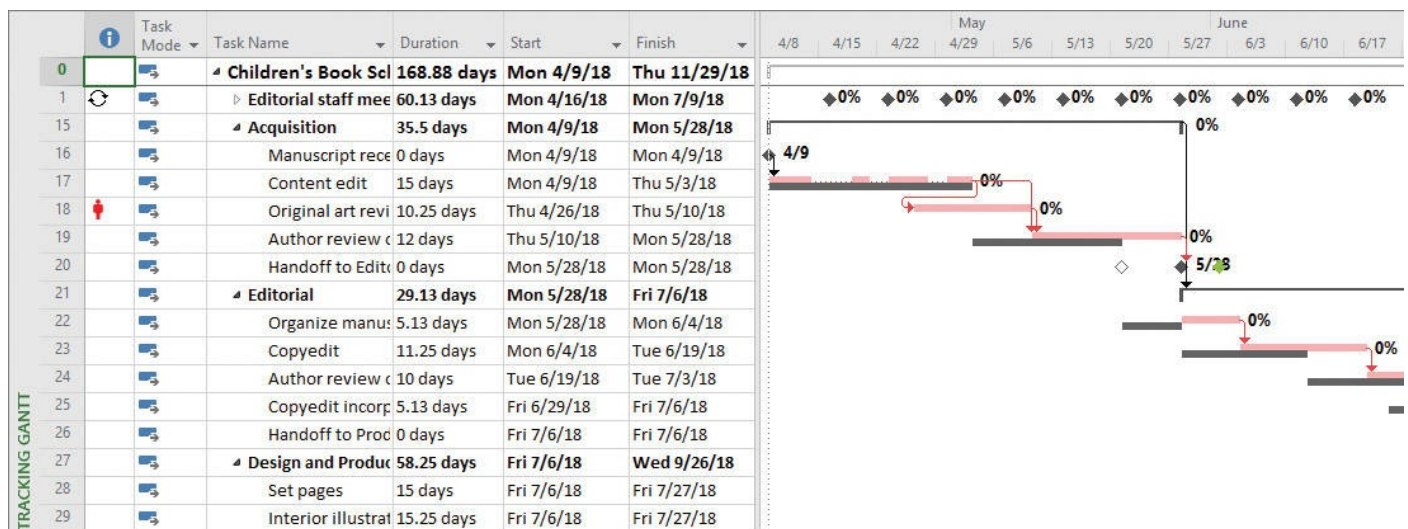 May June
Task Mode Task Name Duration Start Finish 4/8 4/15 4/22 4/29 5/6 5/13 5/20 5/27 6/3 6/10 6/17
0 Children's Book Scl 168.88 days Mon 4/9/18 Thu 11/29/18
1 Editorial staff mee 60.13 days Mon 4/16/18 Mon 7/9/18 0% 0% 0% 0% 0% 0% 0% 0% 0% 0%
15 Acquisition 35.5 days Mon 4/9/18 Mon 5/28/18 0%
16 Manuscript rece 0 days Mon 4/9/18 Mon 4/9/18 4/9
17 Content edit 15 days Mon 4/9/18 Thu 5/3/18 0%
18 Original art revi 10.25 days Thu 4/26/18 Thu 5/10/18 0%
19 Author review c 12 days Thu 5/10/18 Mon 5/28/18 0%
20 Handoff to Edito 0 days Mon 5/28/18 Mon 5/28/18 5/28
21 Editorial 29.13 days Mon 5/28/18 Fri 7/6/18
22 Organize manus 5.13 days Mon 5/28/18 Mon 6/4/18 0%
23 Copyedit 11.25 days Mon 6/4/18 Tue 6/19/18 0%
24 Author review c 10 days Tue 6/19/18 Tue 7/3/18
25 Copyedit incorp 5.13 days Fri 6/29/18 Fri 7/6/18
26 Handoff to Prod 0 days Fri 7/6/18 Fri 7/6/18
27 Design and Produc 58.25 days Fri 7/6/18 Wed 9/26/18
28 Set pages 15 days Fri 7/6/18 Fri 7/27/18
29 Interior illustrat 15.25 days Fri 7/6/18 Fri 7/27/18
TRACKING GANTT